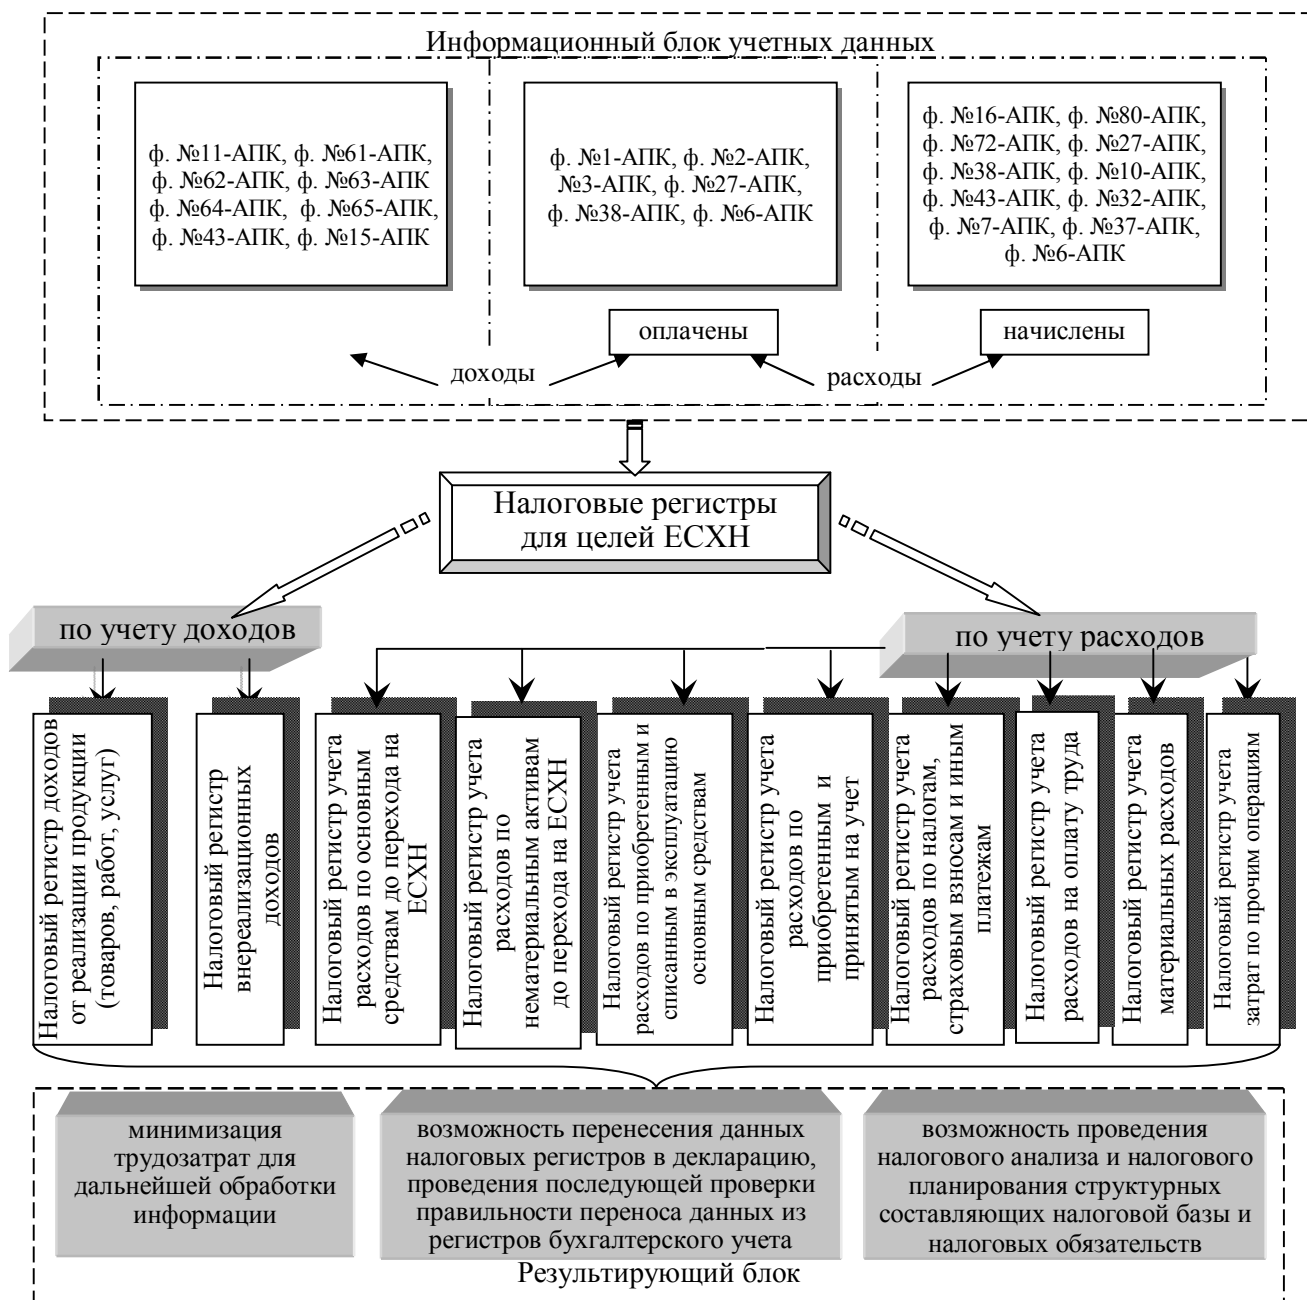 Информационный блок учетных данных
ф. №11-АПК, ф. №61-АПК,
ф. №62-АПК, ф. №63-АПК
ф. №64-АПК, ф. №65-АПК,
ф. №43-АПК, ф. №15-АПК
ф. №1-АПК, ф. №2-АПК,
№3-АПК, ф. №27-АПК,
ф. №38-АПК, ф. №6-АПК
ф. №16-АПК, ф. №80-АПК,
ф. №72-АПК, ф. №27-АПК,
ф. №38-АПК, ф. №10-АПК,
ф. №43-АПК, ф. №32-АПК,
ф. №7-АПК, ф. №37-АПК,
ф. №6-АПК
оплачены
начислены
доходы
расходы
Налоговые регистры
для целей ЕСХН
по учету доходов
по учету расходов
Налоговый регистр доходов
от реализации продукции
(товаров, работ, услуг)
Налоговый регистр
внереализационных
доходов
Налоговый регистр учета
расходов по основным
средствам до перехода на
ЕСХН
Налоговый регистр учета
расходов по
нематериальным активам
до перехода на ЕСХН
Налоговый регистр учета
расходов по приобретенным и
списанным в эксплуатацию
основным средствам
Налоговый регистр учета
расходов по
приобретенным и
принятым на учет
Налоговый регистр учета
расходов по налогам,
страховым взносам и иным
платежам
Налоговый регистр учета
расходов на оплату труда
Налоговый регистр учета
материальных расходов
Налоговый регистр учета
затрат по прочим операциям
минимизация
трудозатрат для
дальнейшей обработки
информации
возможность перенесения данных
налоговых регистров в декларацию,
проведения последующей проверки
правильности переноса данных из
регистров бухгалтерского учета
возможность проведения
налогового анализа и налогового
планирования структурных
составляющих налоговой базы и
налоговых обязательств
Результирующий блок